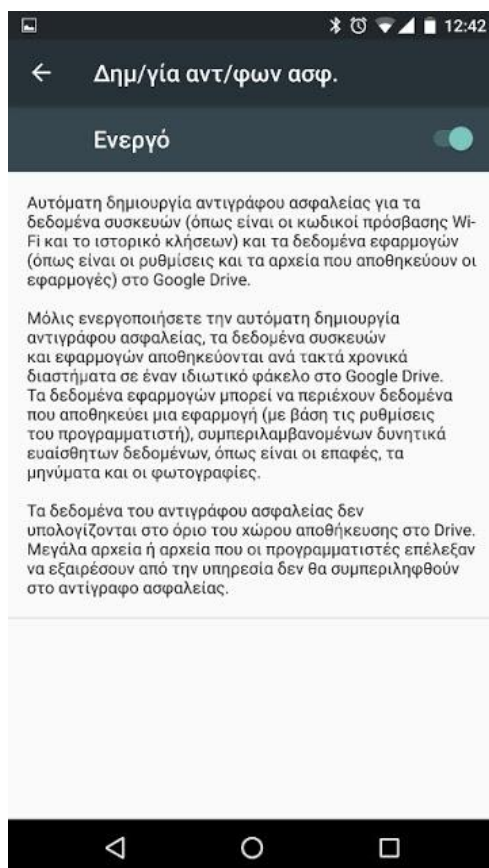 12:42
Δημ/γία αντ/φων ασφ.
Ενεργό
Αυτόματη δημιουργία αντιγράφου ασφαλείας για τα
δεδομένα συσκευών (όπως είναι οι κωδικοί πρόσβασης Wi-
Fi και το ιστορικό κλήσεων) και τα δεδομένα εφαρμογών
(όπως είναι οι ρυθμίσεις και τα αρχεία που αποθηκεύουν οι
εφαρμογές) στο Google Drive.
Μόλις ενεργοποιήσετε την αυτόματη δημιουργία
αντιγράφου ασφαλείας, τα δεδομένα συσκευών
και εφαρμογών αποθηκεύονται ανά τακτά χρονικά
διαστήματα σε έναν ιδιωτικό φάκελο στο Google Drive.
Τα δεδομένα εφαρμογών μπορεί να περιέχουν δεδομένα
που αποθηκεύει μια εφαρμογή (με βάση τις ρυθμίσεις
του προγραμματιστή), συμπεριλαμβανομένων δυνητικά
ευαίσθητων δεδομένων, όπως είναι οι επαφές, τα
μηνύματα και οι φωτογραφίες.
Τα δεδομένα του αντιγράφου ασφαλείας δεν
υπολογίζονται στο όριο του χώρου αποθήκευσης στο Drive.
Μεγάλα αρχεία ή αρχεία που οι προγραμματιστές επέλεξαν
να εξαιρέσουν από την υπηρεσία δεν θα συμπεριληφθούν
στο αντίγραφο ασφαλείας.